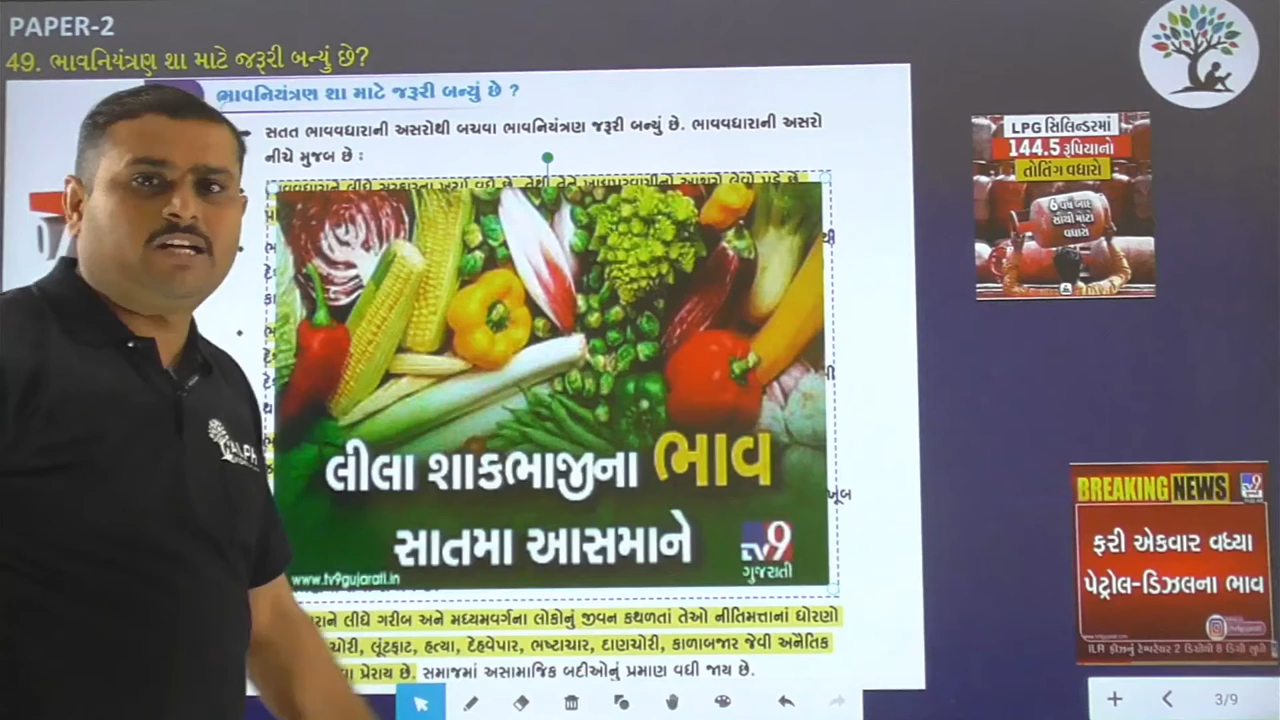 PAPER-2
49. ભાવનિયંત્રણ શા માટે જરૂરી બન્યું છે?
ભાવનિયંત્રણ શા માટે જરૂરી બન્યું છે ?
સતત ભાવવધારાની અસરોથી બચવા ભાવનિયંત્રણ જરૂરી બન્યું છે. ભાવવધારાની અસરો
નીચે મુજબ છે :
લીલા શાકભાજીના ભાવ
સાતમા આસમાને
tv9
ગુજરાતી
www.tv9gujarati.in
ખૂબ
લીધે ગરીબ અને મધ્યમવર્ગના લોકોનું જીવન કથળતાં તેઓ નીતિમત્તાનાં ધોરણો
ચોરી, લૂંટફાટ, હત્યા, દેહવેપાર, ભ્રષ્ટાચાર, દાણચોરી, કાળાબજાર જેવી અનૈતિક
પ્રેરાય છે. સમાજમાં અસામાજિક બદીઓનું પ્રમાણ વધી જાય છે.
LPG સિલિન્ડરમાં
144.5 રૂપિયાનો
તોતિંગ વધારો
6 વર્ષ બાદ
સૌથી મોટો
વધારો
BREAKING NEWS
ફરી એકવાર વધ્યા
પેટ્રોલ-ડિઝલના ભાવ
3/9